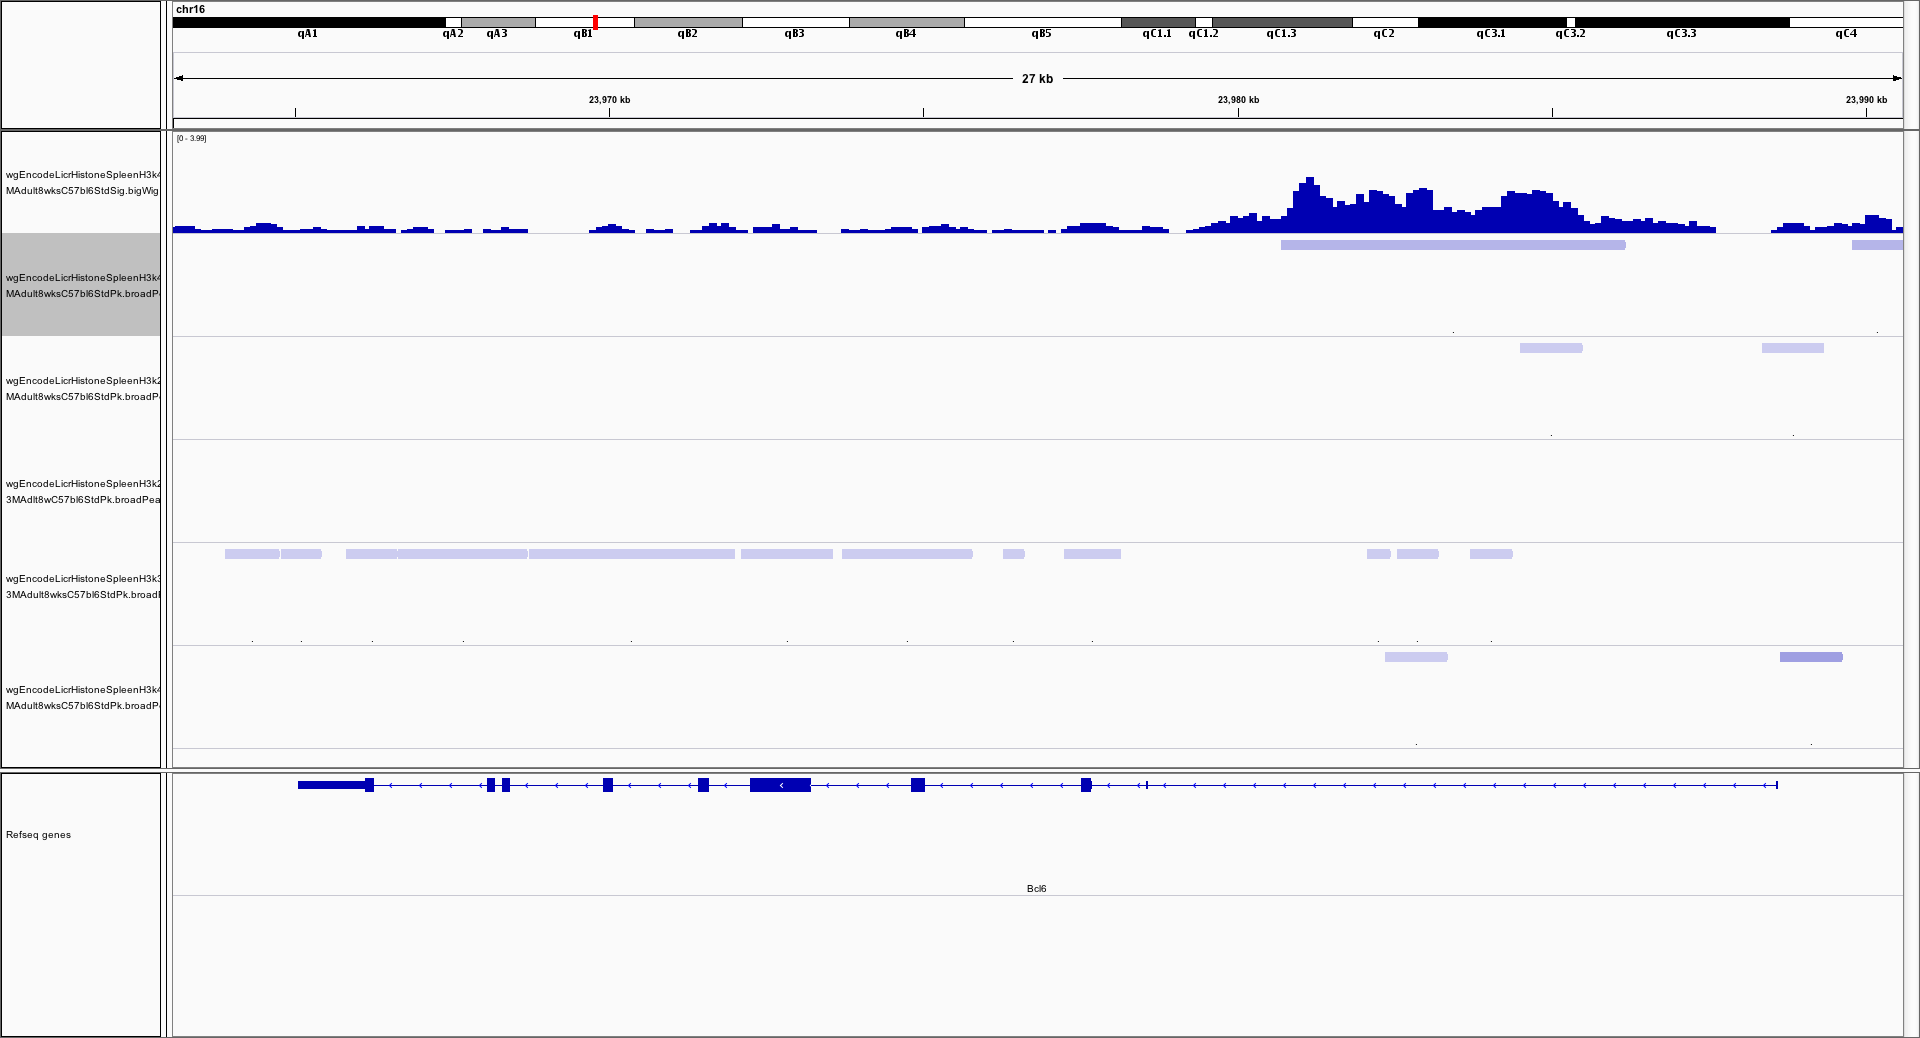 chr16
qA1 qA2 qA3 qB1 qB2 qB3 qB4 qB5 qC1.1 qC1.2 qC1.3 qC2 qC3.1 qC3.2 qC3.3 qC4
27 kb
23,970 kb 23,980 kb 23,990 kb
[0 - 3.99]
wgEncodeLicrHistoneSpleenH3k4
MAdult8wksC57bl6StdSig.bigWig
wgEncodeLicrHistoneSpleenH3k4
MAdult8wksC57bl6StdPk.broadP
wgEncodeLicrHistoneSpleenH3k2
MAdult8wksC57bl6StdPk.broadP
wgEncodeLicrHistoneSpleenH3k2
3MAdlt8wC57bl6StdPk.broadPea
wgEncodeLicrHistoneSpleenH3k3
3MAdult8wksC57bl6StdPk.broad
wgEncodeLicrHistoneSpleenH3k4
MAdult8wksC57bl6StdPk.broadP
Refseq genes
Bcl6